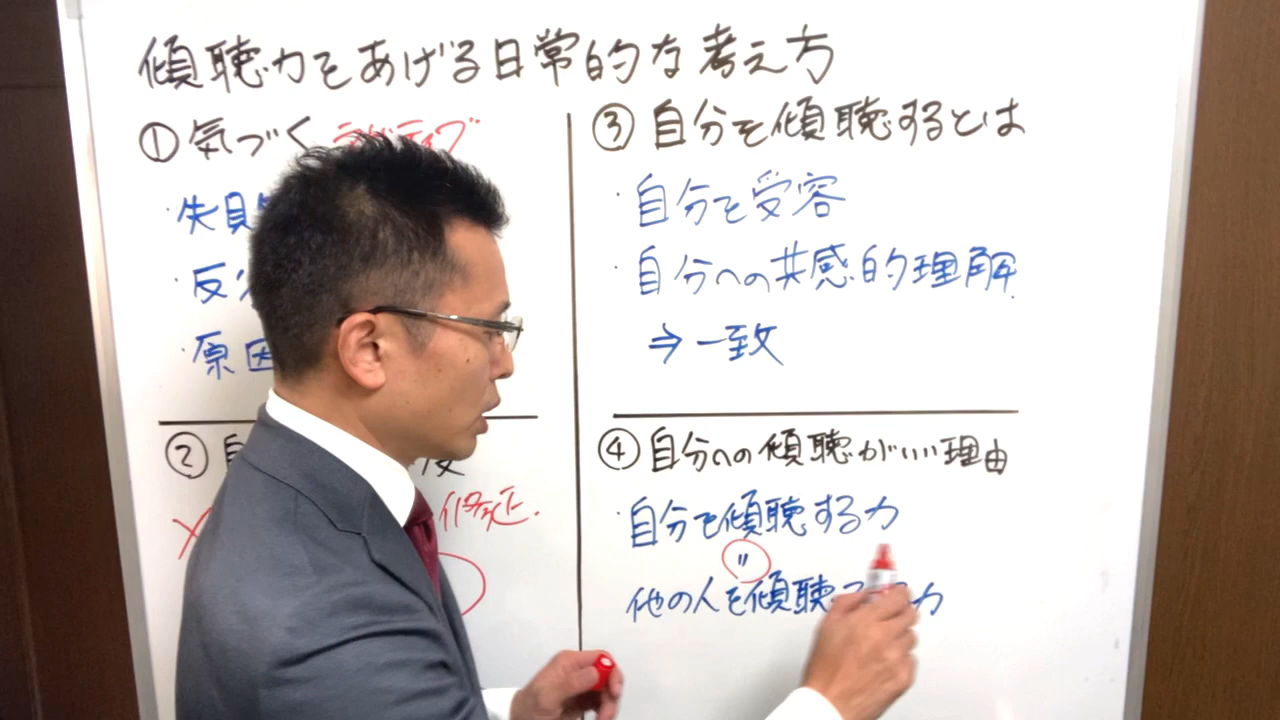 傾聴力をあげる日常的な考え方
① 気づく ネガティブ
・失
・反
・原因
②
修正.
③ 自分を傾聴するとは
・自分を受容
・自分への共感的理解
⇒一致
④ 自分への傾聴がいい理由
・自分を傾聴する力
〃
他の人を傾聴する力